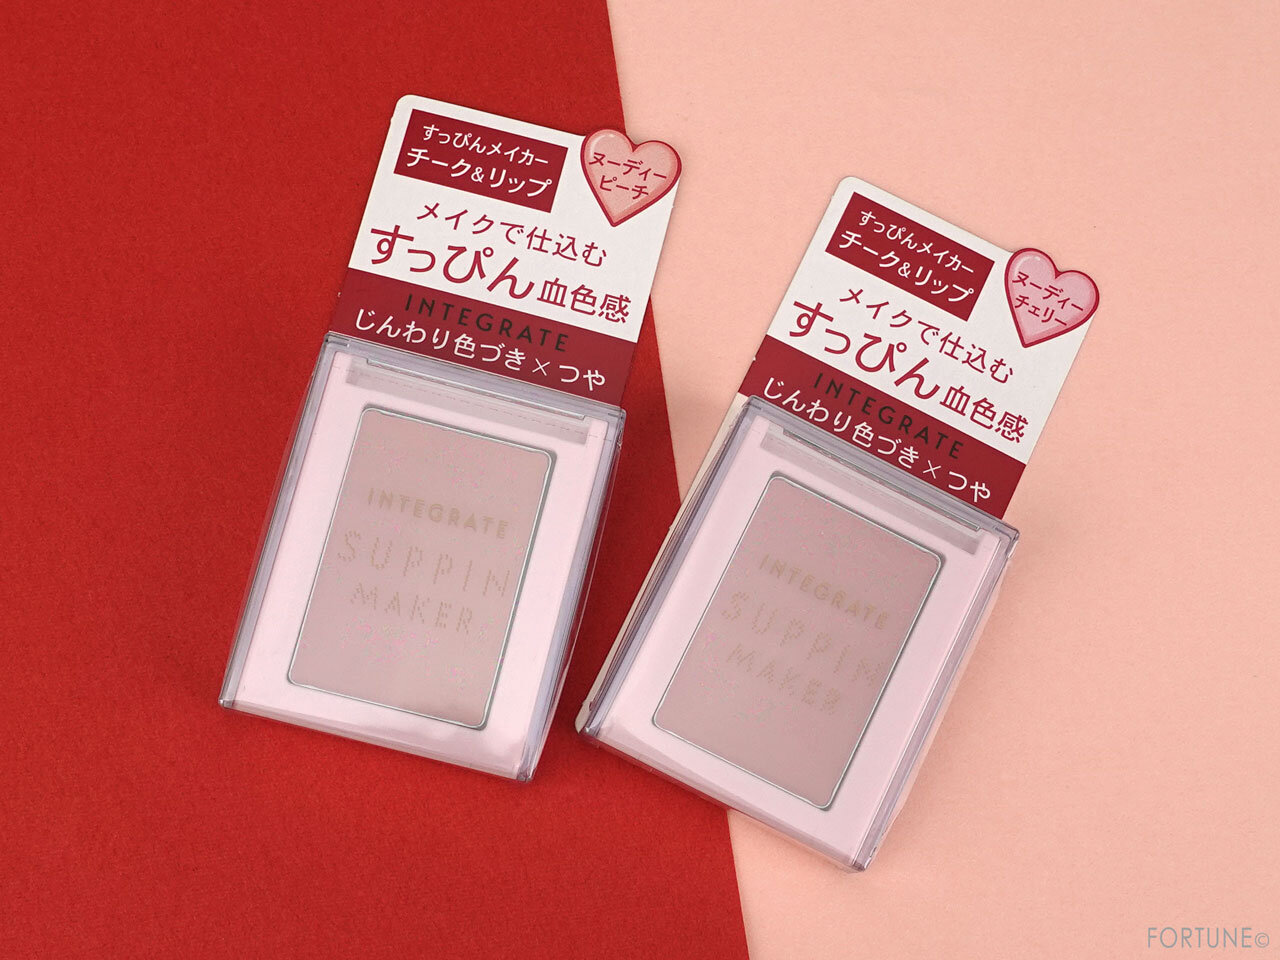 すっぴんメイカー
チーク&リップ
ヌーディー
ピーチ
メイクで仕込む
すっぴん血色感
INTEGRATE
じんわり色づき×つや
INTEGRATE
SUPPIN
MAKER
すっぴんメイカー
チーク&リップ
ヌーディー
チェリー
メイクで仕込む
すっぴん血色感
INTEGRATE
じんわり色づき×つや
INTEGRATE
SUPPIN
MAKER
FORTUNE©